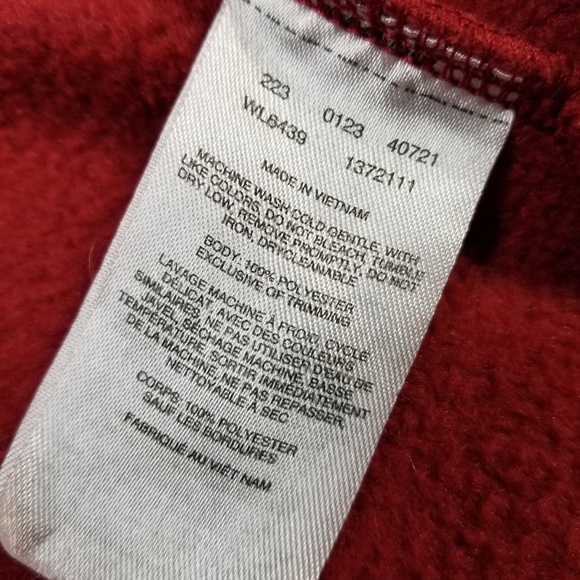 223 0123 40721
WL6439 1372111
MADE IN VIETNAM
MACHINE WASH COLD GENTLE, WITH
LIKE COLORS, DO NOT BLEACH, TUMBLE
DRY LOW, REMOVE PROMPTLY, DO NOT
IRON, DRYCLEANABLE
BODY: 100% POLYESTER
EXCLUSIVE OF TRIMMING
LAVAGE MACHINE À FROID, CYCLE
DÉLICAT, AVEC DES COULEURS
SIMILAIRES, NE PAS UTILISER D'EAU DE
JAVEL, SÉCHAGE MACHINE, BASSE
TEMPÉRATURE, SORTIR IMMÉDIATEMENT
DE LA MACHINE, NE PAS REPASSER,
NETTOYABLE À SEC
CORPS: 100% POLYESTER
SAUF LES BORDURES
FABRIQUÉ AU VIÊT NAM